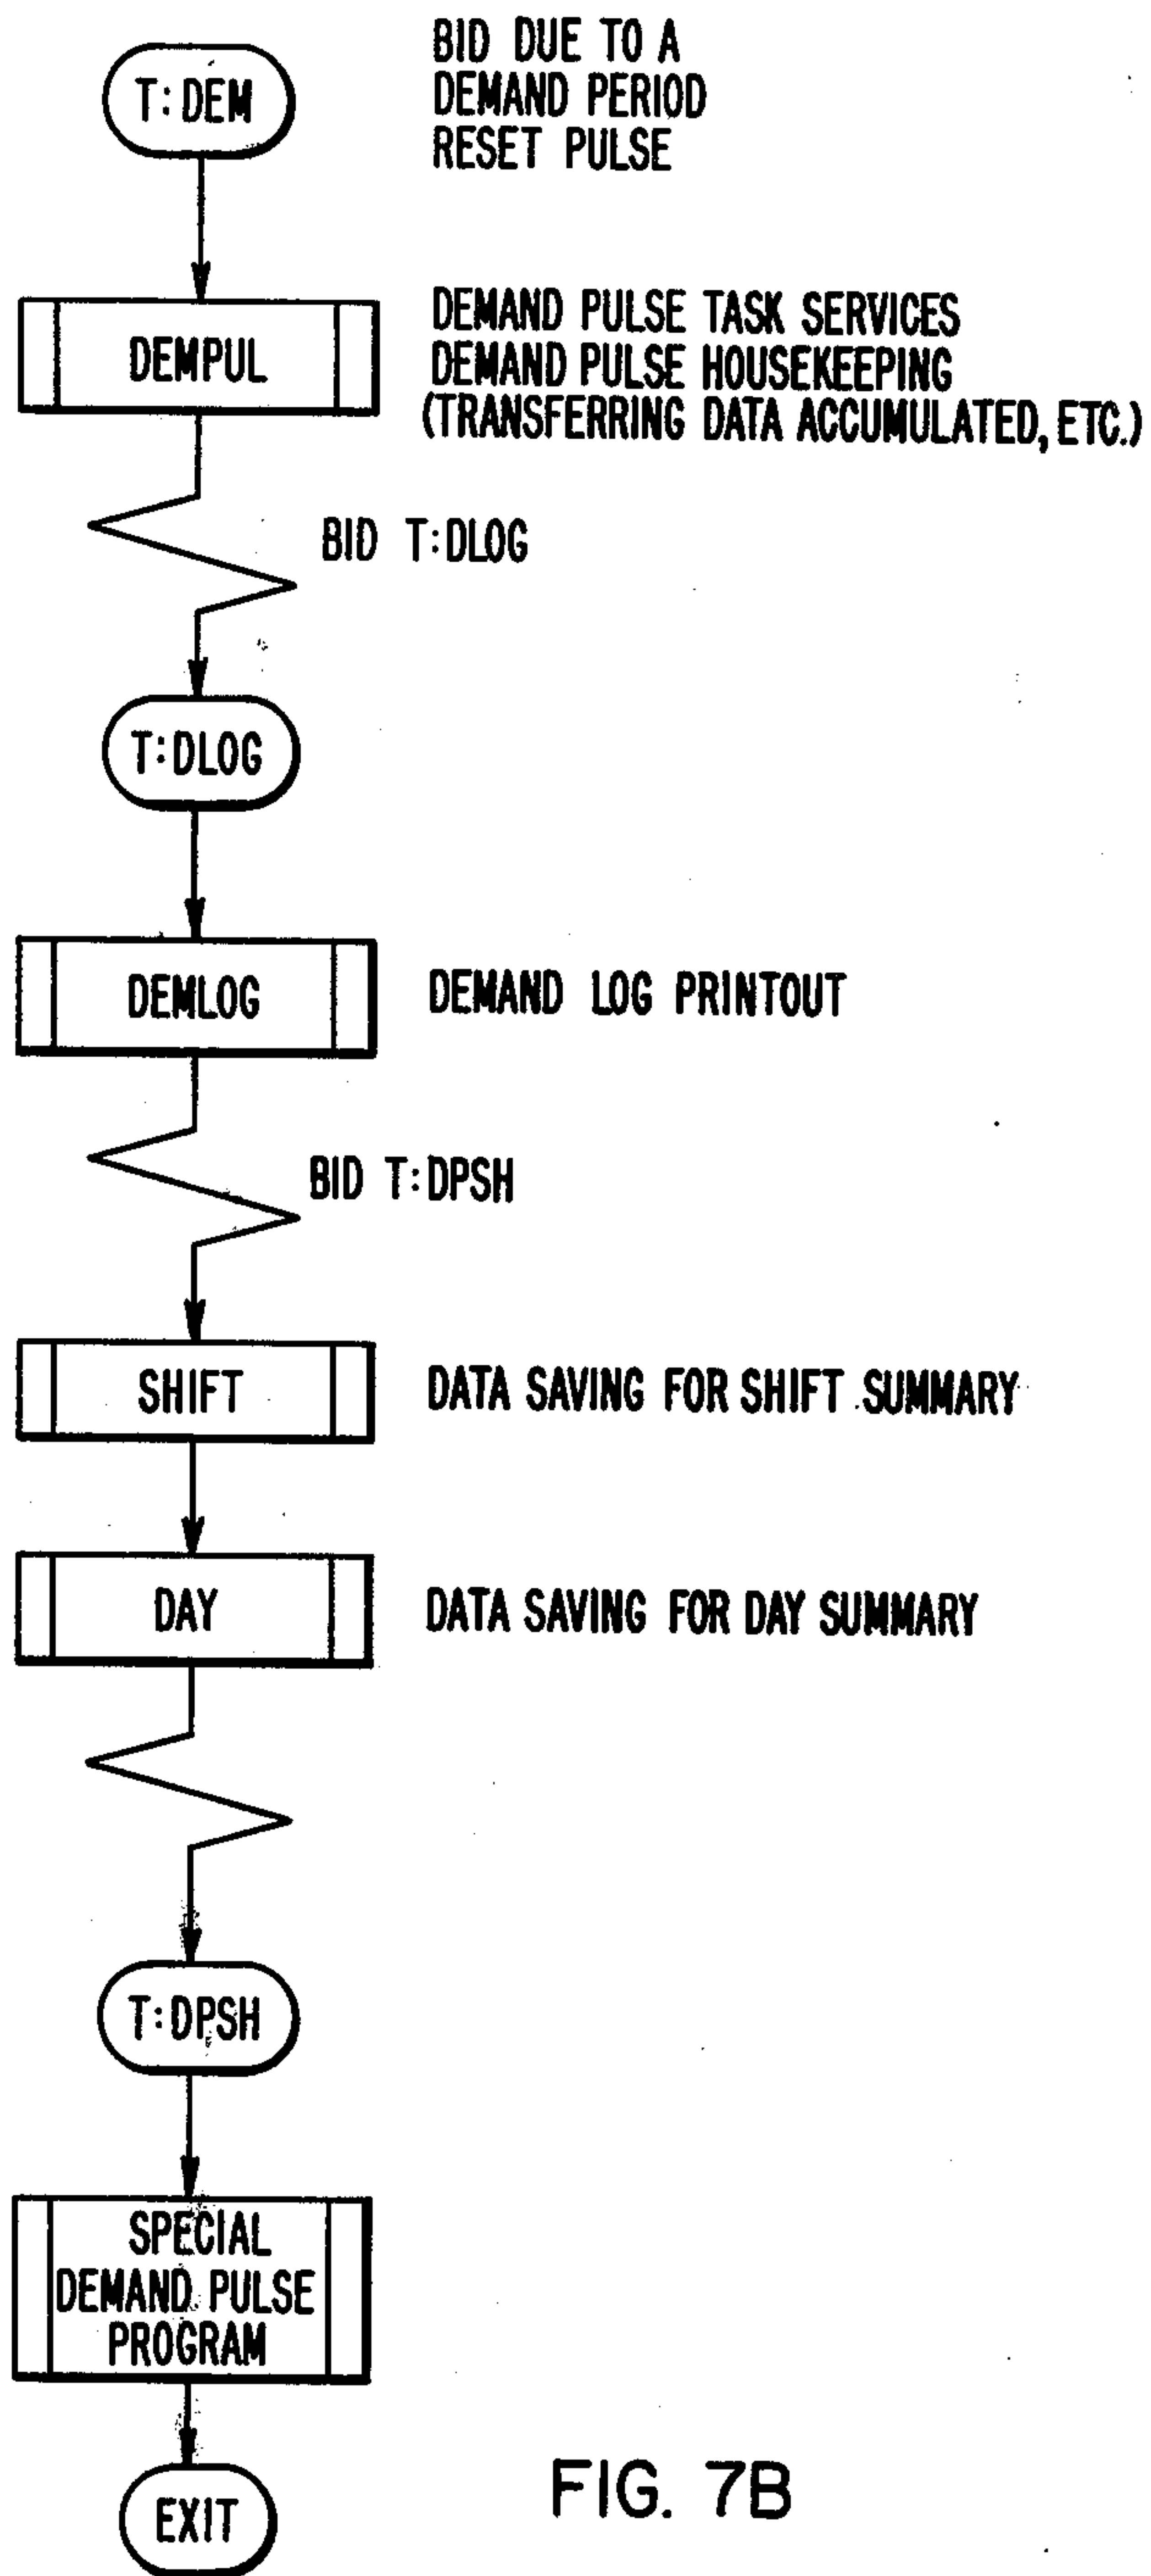 T:DEM
BID DUE TO A
DEMAND PERIOD
RESET PULSE
DEMPUL
DEMAND PULSE TASK SERVICES
DEMAND PULSE HOUSEKEEPING
(TRANSFERRING DATA ACCUMULATED, ETC.)
BID T:DLOG
T:DLOG
DEMLOG
DEMAND LOG PRINTOUT
BID T:DPSH
SHIFT
DATA SAVING FOR SHIFT SUMMARY
DAY
DATA SAVING FOR DAY SUMMARY
T:DPSH
SPECIAL
DEMAND PULSE
PROGRAM
EXIT
FIG. 7B